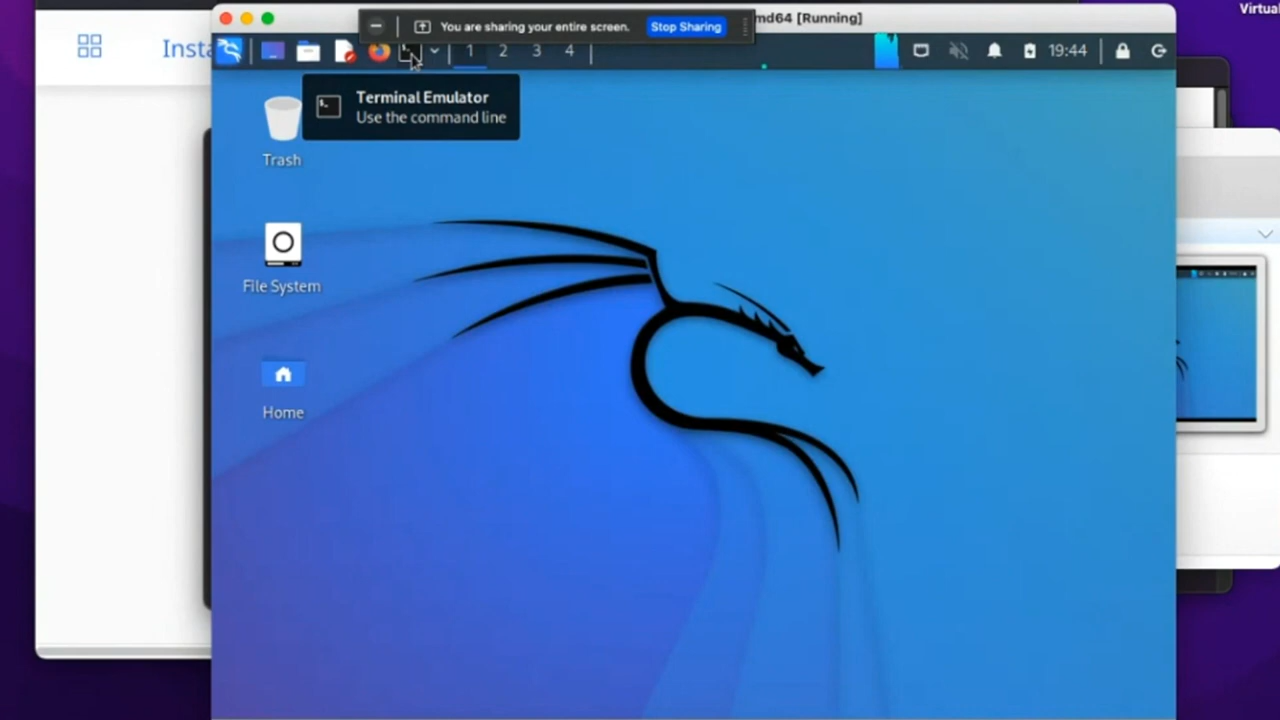 Virtual
Insta
You are sharing your entire screen.
Stop Sharing
md64 [Running]
1
2
3
4
19:44
Terminal Emulator
Use the command line
Trash
File System
Home